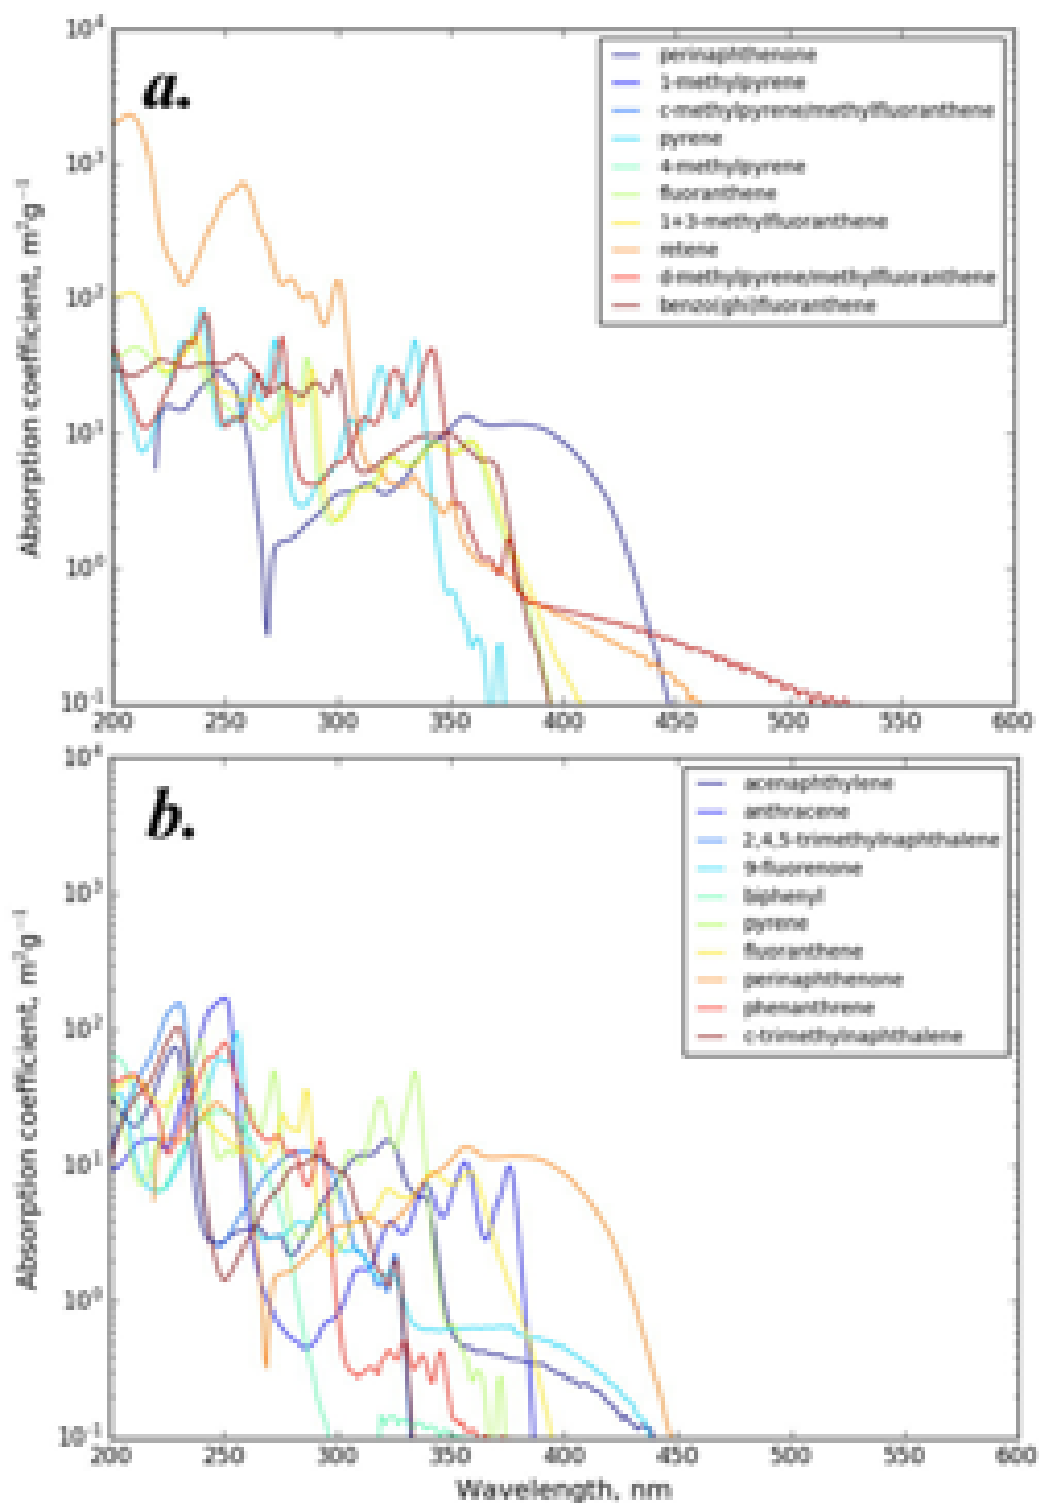 a.
10⁴
10³
10²
10¹
10⁰
10⁻¹
Absorption coefficient, m²g⁻¹
perinaphthenone
1-methylpyrene
c-methylpyrene/methylfluoranthene
pyrene
4-methylpyrene
fluoranthene
1+3-methylfluoranthene
retene
d-methylpyrene/methylfluoranthene
benzo(ghi)fluoranthene
200 250 300 350 400 450 500 550 600
b.
10⁴
10³
10²
10¹
10⁰
10⁻¹
Absorption coefficient, m²g⁻¹
acenaphthylene
anthracene
2,4,5-trimethylnaphthalene
9-fluorenone
biphenyl
pyrene
fluoranthene
perinaphthenone
phenanthrene
c-trimethylnaphthalene
200 250 300 350 400 450 500 550 600
Wavelength, nm